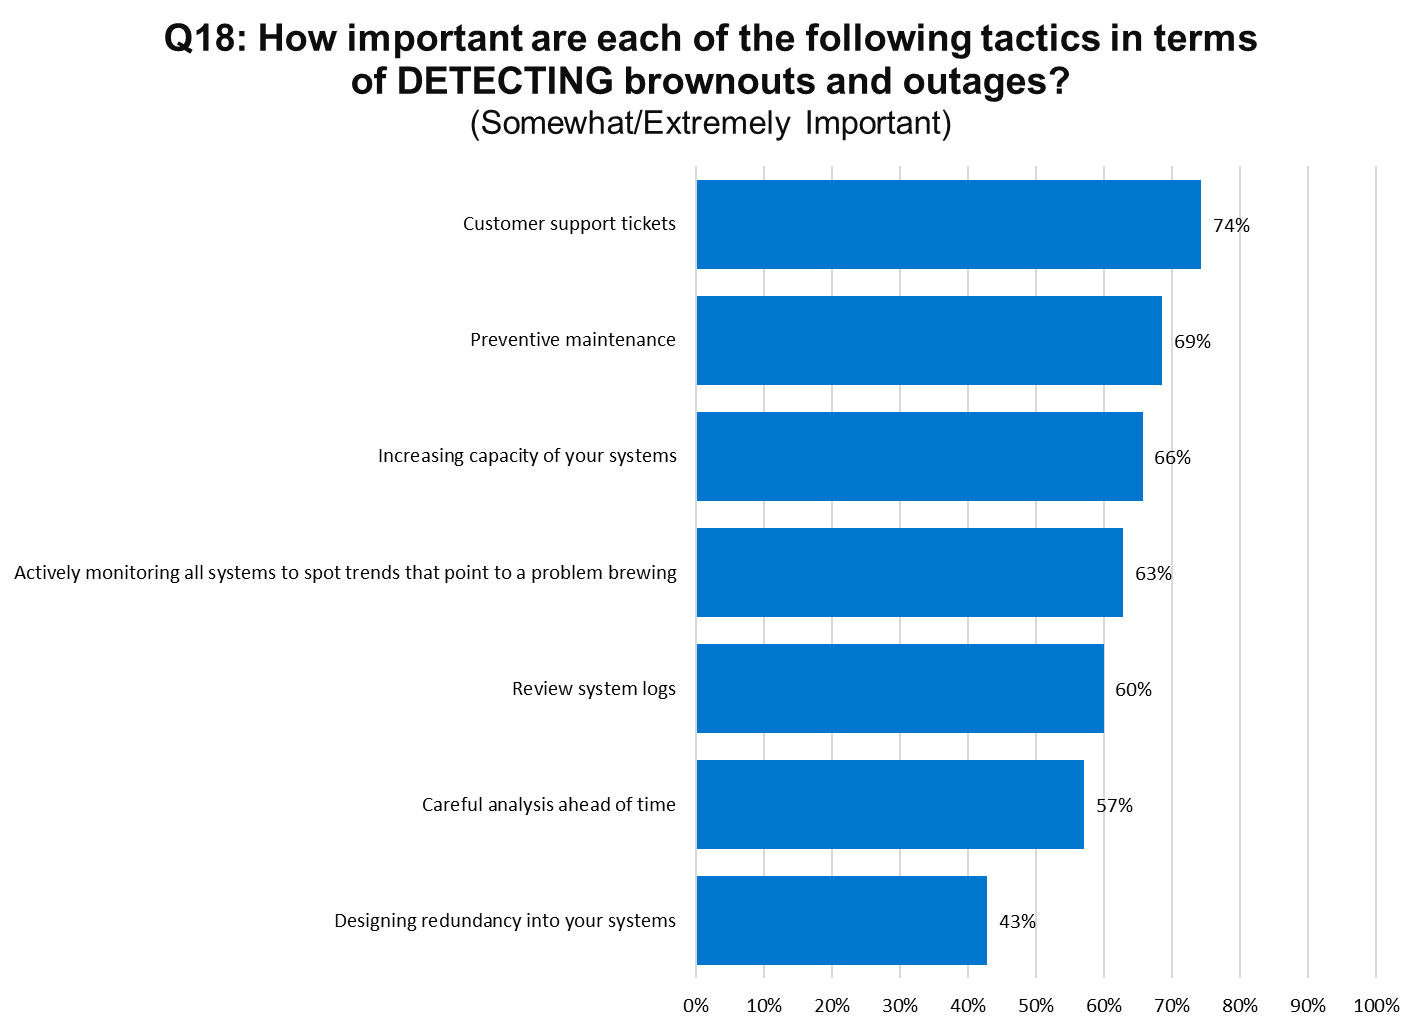 Q18: How important are each of the following tactics in terms
of DETECTING brownouts and outages?
(Somewhat/Extremely Important)
Customer support tickets
74%
Preventive maintenance
69%
Increasing capacity of your systems
66%
Actively monitoring all systems to spot trends that point to a problem brewing
63%
Review system logs
60%
Careful analysis ahead of time
57%
Designing redundancy into your systems
43%
0% 10% 20% 30% 40% 50% 60% 70% 80% 90% 100%